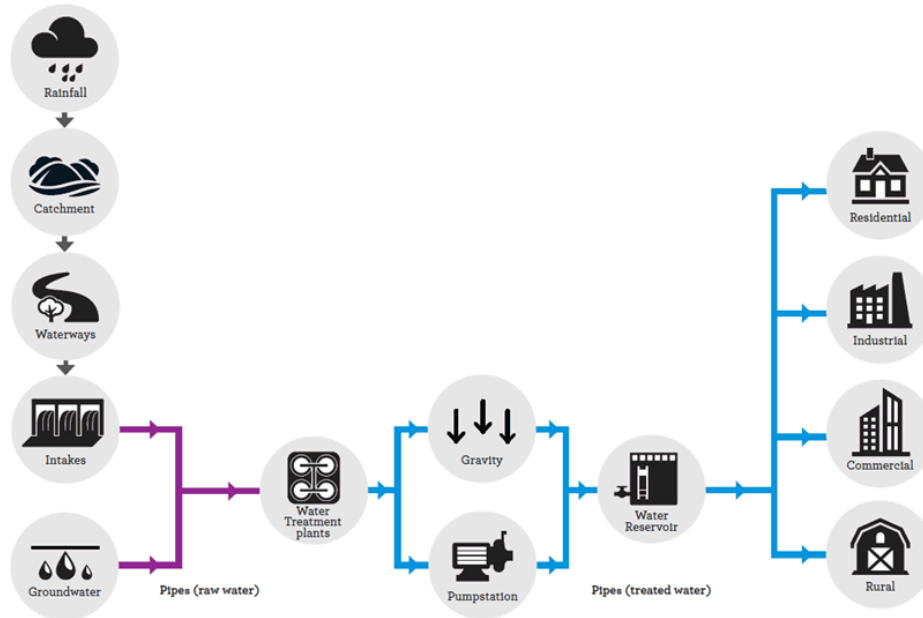 Rainfall
Catchment
Waterways
Intakes
Groundwater
Pipes (raw water)
Water
Treatment
plants
Gravity
Pumpstation
Pipes (treated water)
Water
Reservoir
Residential
Industrial
Commercial
Rural